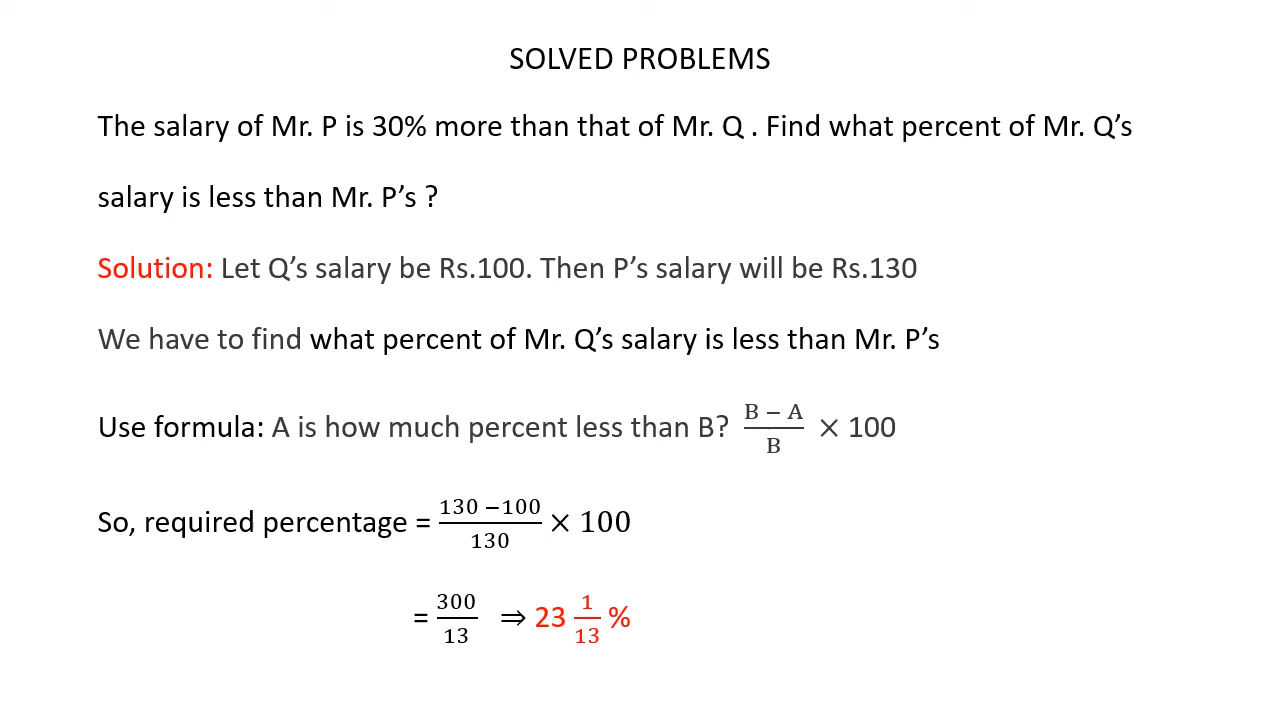 SOLVED PROBLEMS
The salary of Mr. P is 30% more than that of Mr. Q . Find what percent of Mr. Q’s
salary is less than Mr. P’s ?
Solution: Let Q’s salary be Rs.100. Then P’s salary will be Rs.130
We have to find what percent of Mr. Q’s salary is less than Mr. P’s
Use formula: A is how much percent less than B? (B − A)/B × 100
So, required percentage = (130 −100)/130 × 100
= 300/13 ⇒ 23 1/13 %